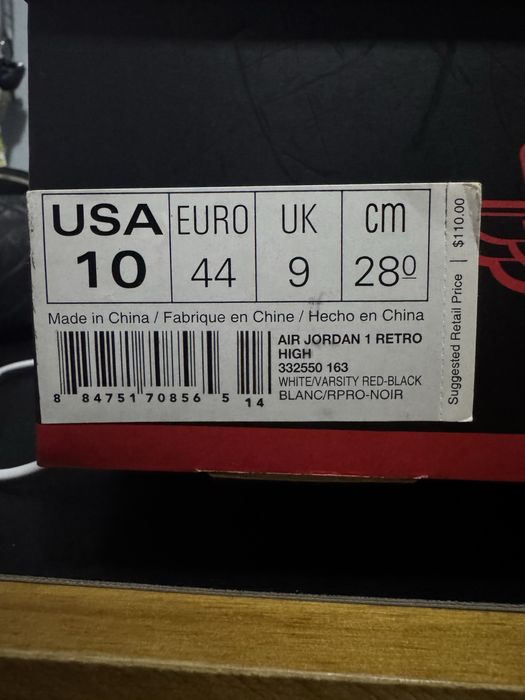 USA EURO UK cm
10 44 9 280
Made in China / Fabrique en Chine / Hecho en China
AIR JORDAN 1 RETRO
HIGH
332550 163
WHITE/VARSITY RED-BLACK
BLANC/RPRO-NOIR
8 84751 70856 5 14
Suggested Retail Price | $110.00